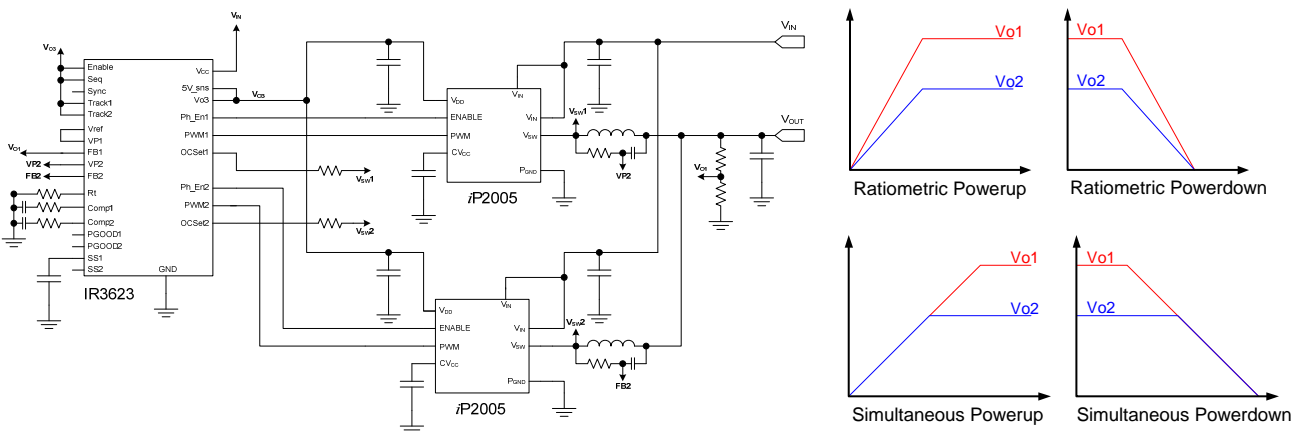 VIN
VO3
Enable
Seq
Sync
Track1
Track2
Vref
VP1
FB1
VP2
FB2
Rt
Comp1
Comp2
PGOOD1
PGOOD2
SS1
SS2
VCC
5V_sns
Vo3
Ph_En1
PWM1
OCSet1
Ph_En2
PWM2
OCSet2
GND
IR3623
VO1
VP2
FB2
VO3
VSW1
VSW2
VDD
ENABLE
PWM
CVCC
VIN
VIN
VSW
PGND
iP2005
VSW1
VP2
VIN
VOUT
VO1
VDD
ENABLE
PWM
CVCC
VIN
VIN
VSW
PGND
iP2005
VSW2
FB2
Vo1
Vo2
Ratiometric Powerup
Vo1
Vo2
Ratiometric Powerdown
Vo1
Vo2
Simultaneous Powerup
Vo1
Vo2
Simultaneous Powerdown